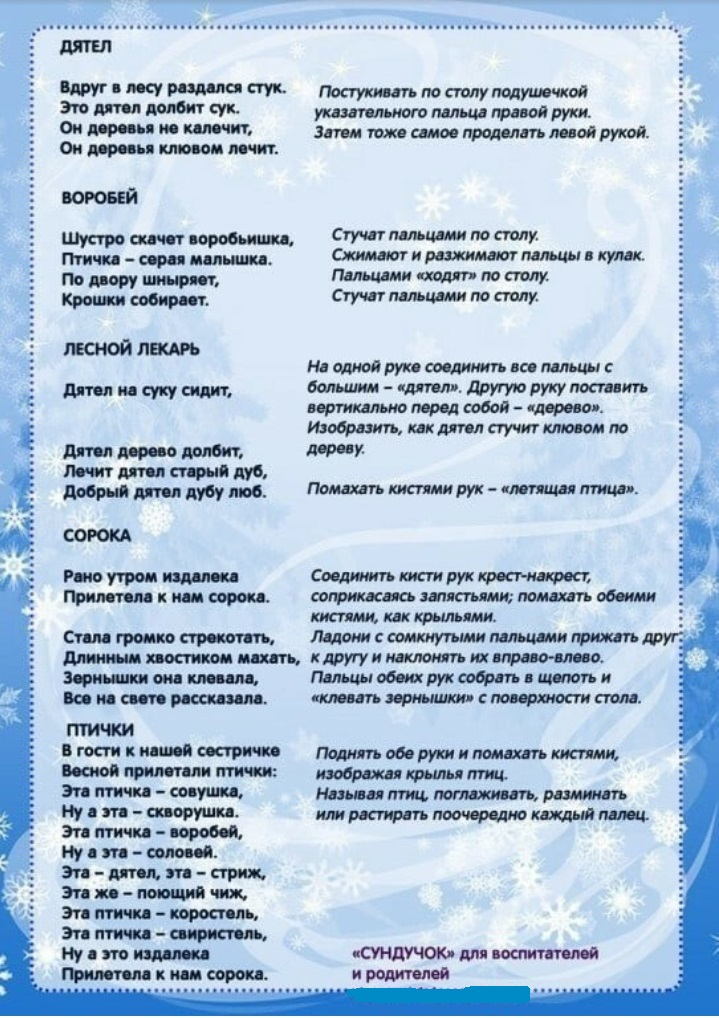 ДЯТЕЛ
Вдруг в лесу раздался стук.
Это дятел долбит сук.
Он деревья не калечит,
Он деревья клювом лечит.
Постукивать по столу подушечкой
указательного пальца правой руки.
Затем тоже самое проделать левой рукой.
ВОРОБЕЙ
Шустро скачет воробьишка,
Птичка – серая малышка.
По двору шныряет,
Крошки собирает.
Стучат пальцами по столу.
Сжимают и разжимают пальцы в кулак.
Пальцами «ходят» по столу.
Стучат пальцами по столу.
ЛЕСНОЙ ЛЕКАРЬ
Дятел на суку сидит,
Дятел дерево долбит,
Лечит дятел старый дуб,
Добрый дятел дубу люб.
На одной руке соединить все пальцы с
большим – «дятел». Другую руку поставить
вертикально перед собой – «дерево».
Изобразить, как дятел стучит клювом по
дереву.
Помахать кистями рук – «летящая птица».
СОРОКА
Рано утром издалека
Прилетела к нам сорока.
Стала громко стрекотать,
Длинным хвостиком махать,
Зернышки она клевала,
Все на свете рассказала.
Соединить кисти рук крест-накрест,
соприкасаясь запястьями; помахать обеими
кистями, как крыльями.
Ладони с сомкнутыми пальцами прижать друг
к другу и наклонять их вправо-влево.
Пальцы обеих рук собрать в щепоть и
«клевать зернышки» с поверхности стола.
ПТИЧКИ
В гости к нашей сестричке
Весной прилетали птички:
Эта птичка – совушка,
Ну а эта – скворушка.
Эта птичка – воробей,
Ну а эта – соловей.
Эта – дятел, эта – стриж,
Эта же – поющий чиж,
Эта птичка – коростель,
Эта птичка – свиристель,
Ну а это издалека
Прилетела к нам сорока.
Поднять обе руки и помахать кистями,
изображая крылья птиц.
Называя птиц, поглаживать, разминать
или растирать поочередно каждый палец.
«СУНДУЧОК» для воспитателей
и родителей